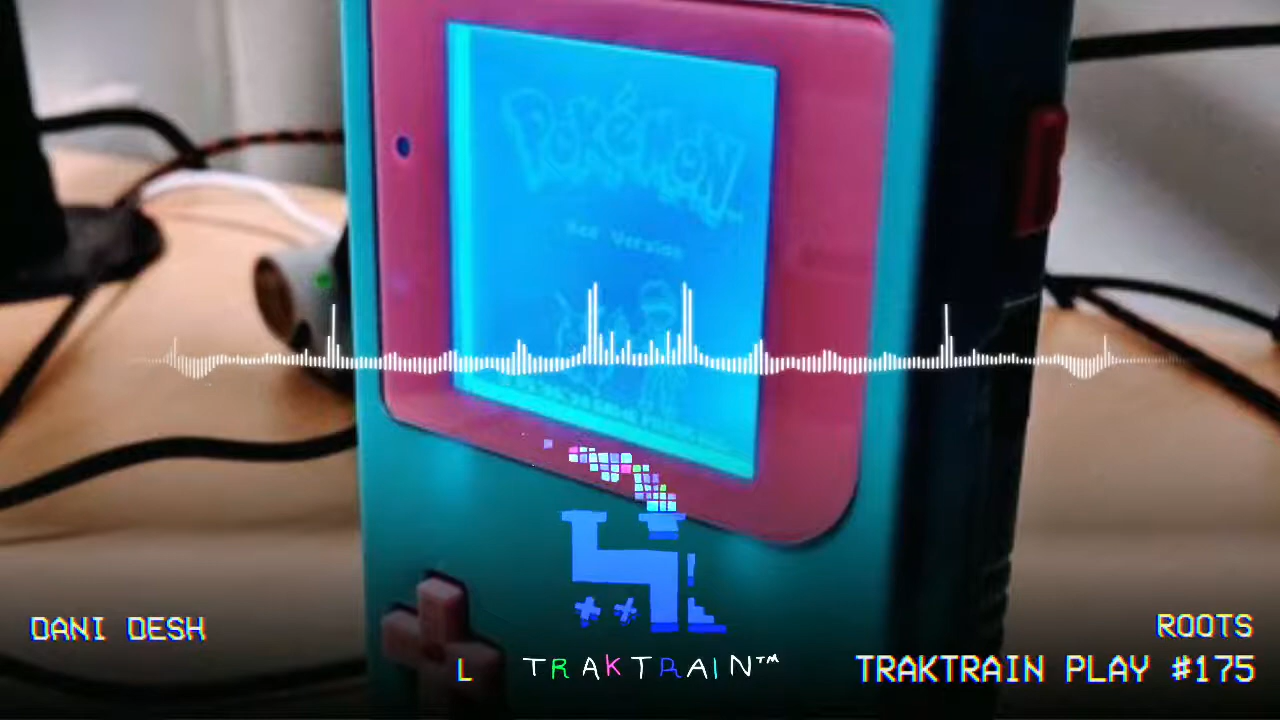 POKéMON
Red Version
DANI DESH
ROOTS
L
TRAKTRAIN™
TRAKTRAIN PLAY #175